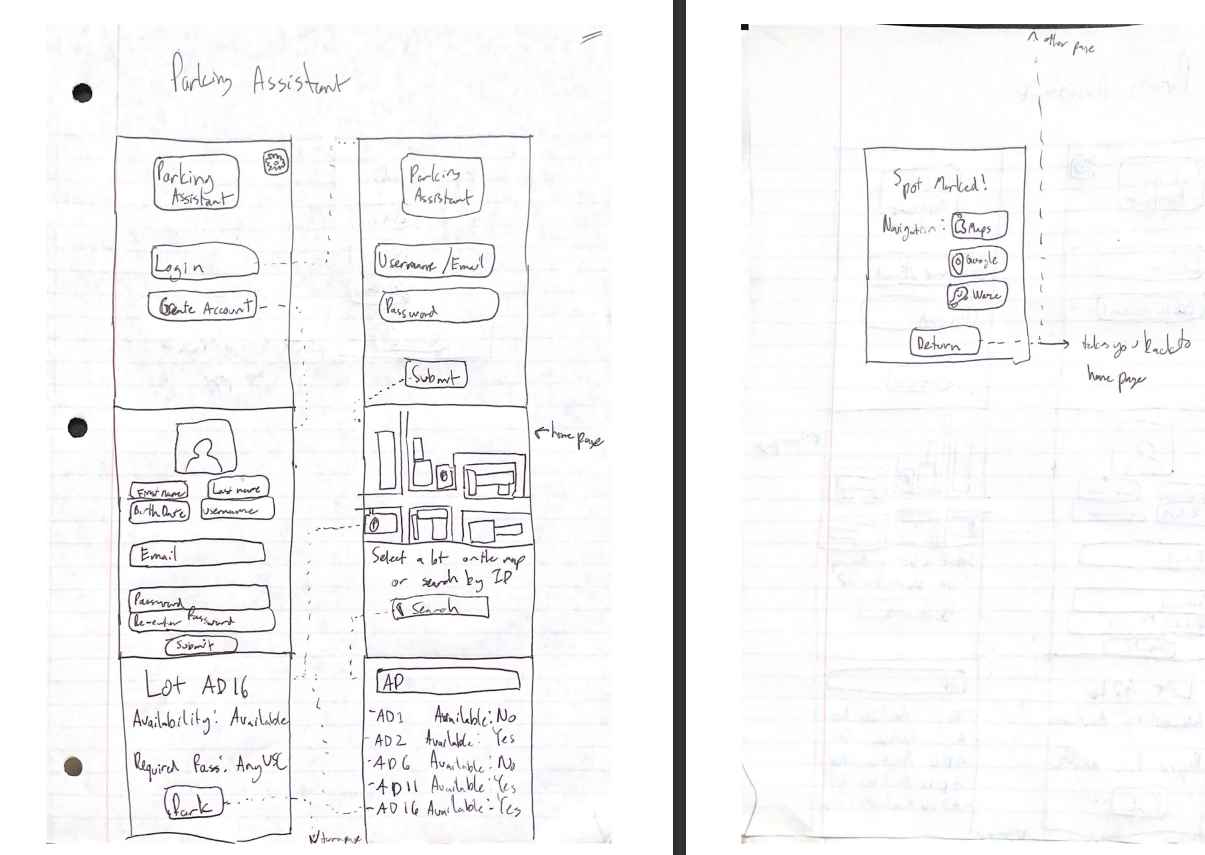 Parking Assistant
Parking
Assistant
Login
Create Account
Parking
Assistant
Username/Email
Password
Submit
First name
Last name
Birth Date
username
Email
Password
Re-enter Password
Submit
← home page
Select a lot on the map
or search by ID
Search
Lot AD16
Availability: Available
Required Pass: Any USC
Park
AP
-AD1 Available: No
-AD2 Available: Yes
-AD6 Available: No
-AD11 Available: Yes
-AD16 Available: Yes
turn page
other page
Spot Marked!
Navigation: Maps
Google
Waze
Return
takes you back to
home page